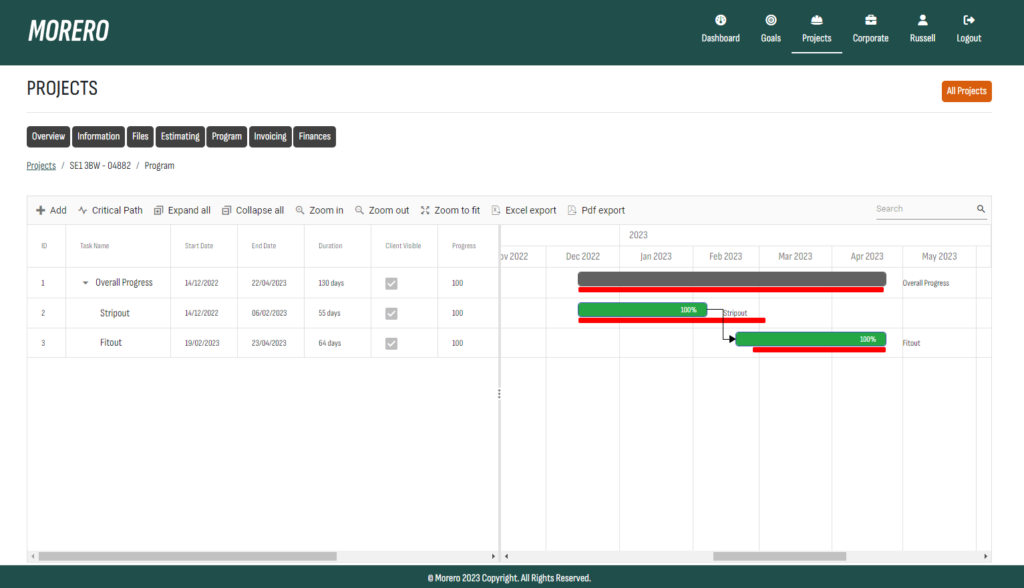 MORERO
Dashboard Goals Projects Corporate Russell Logout
PROJECTS
All Projects
Overview Information Files Estimating Program Invoicing Finances
Projects / SE1 3BW - 04882 / Program
Add Critical Path Expand all Collapse all Zoom in Zoom out Zoom to fit Excel export Pdf export Search
2023
ID Task Name Start Date End Date Duration Client Visible Progress
ov 2022 Dec 2022 Jan 2023 Feb 2023 Mar 2023 Apr 2023 May 2023
1 Overall Progress 14/12/2022 22/04/2023 130 days 100 Overall Progress
2 Stripout 14/12/2022 06/02/2023 55 days 100 100% Stripout
3 Fitout 19/02/2023 23/04/2023 64 days 100 100% Fitout
© Morero 2023 Copyright. All Rights Reserved.